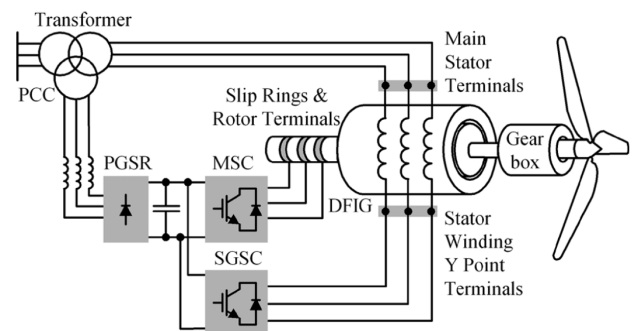 Transformer
PCC
Slip Rings &
Rotor Terminals
Main
Stator
Terminals
PGSR
MSC
Gear
box
DFIG
SGSC
Stator
Winding
Y Point
Terminals